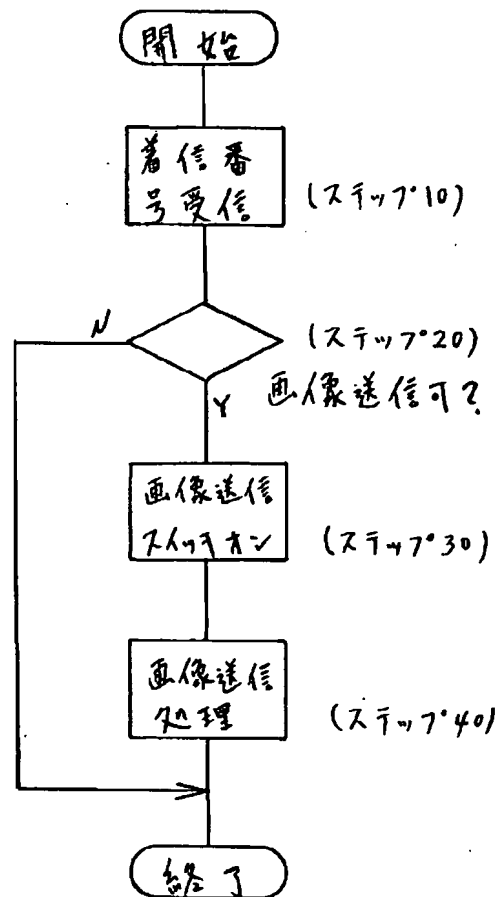 開始
着信番
号受信
(ステップ10)
N
(ステップ20)
Y
画像送信可?
画像送信
スイッチオン
(ステップ30)
画像送信
処理
(ステップ40)
終了